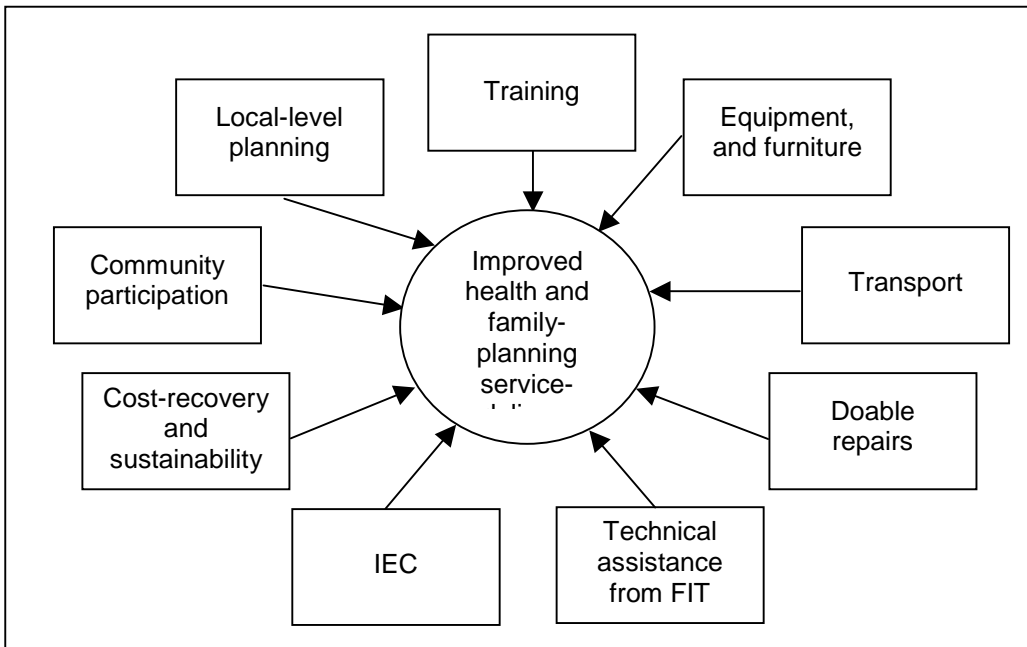 Training
Equipment,
and furniture
Transport
Doable
repairs
Technical
assistance
from FIT
IEC
Cost-recovery
and
sustainability
Community
participation
Local-level
planning
Improved
health and
family-
planning
service-